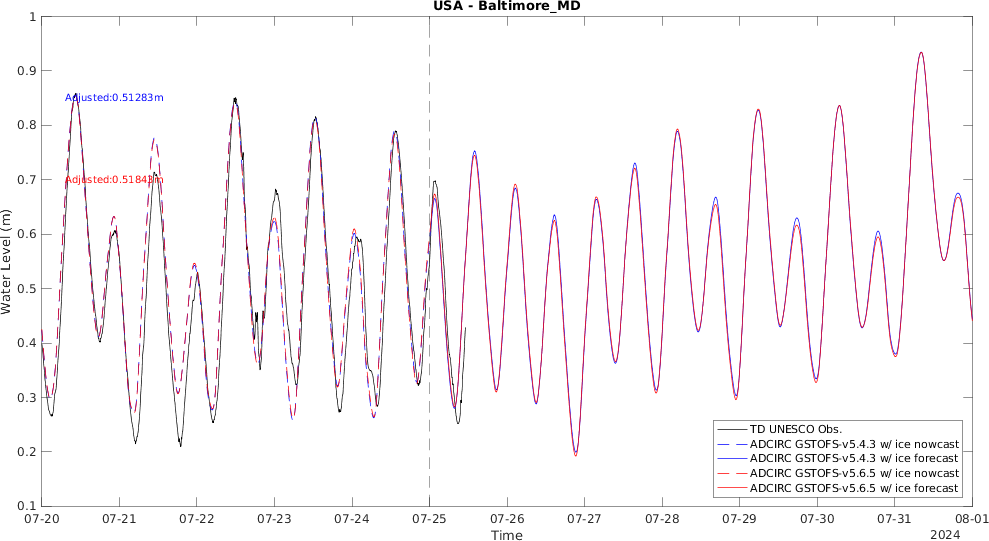 USA - Baltimore_MD
1
0.9
0.8
0.7
0.6
0.5
0.4
0.3
0.2
0.1
Water Level (m)
Adjusted:0.51283m
Adjusted:0.51843m
TD UNESCO Obs.
ADCIRC GSTOFS-v5.4.3 w/ ice nowcast
ADCIRC GSTOFS-v5.4.3 w/ ice forecast
ADCIRC GSTOFS-v5.6.5 w/ ice nowcast
ADCIRC GSTOFS-v5.6.5 w/ ice forecast
07-20 07-21 07-22 07-23 07-24 07-25 07-26 07-27 07-28 07-29 07-30 07-31 08-01
Time
2024